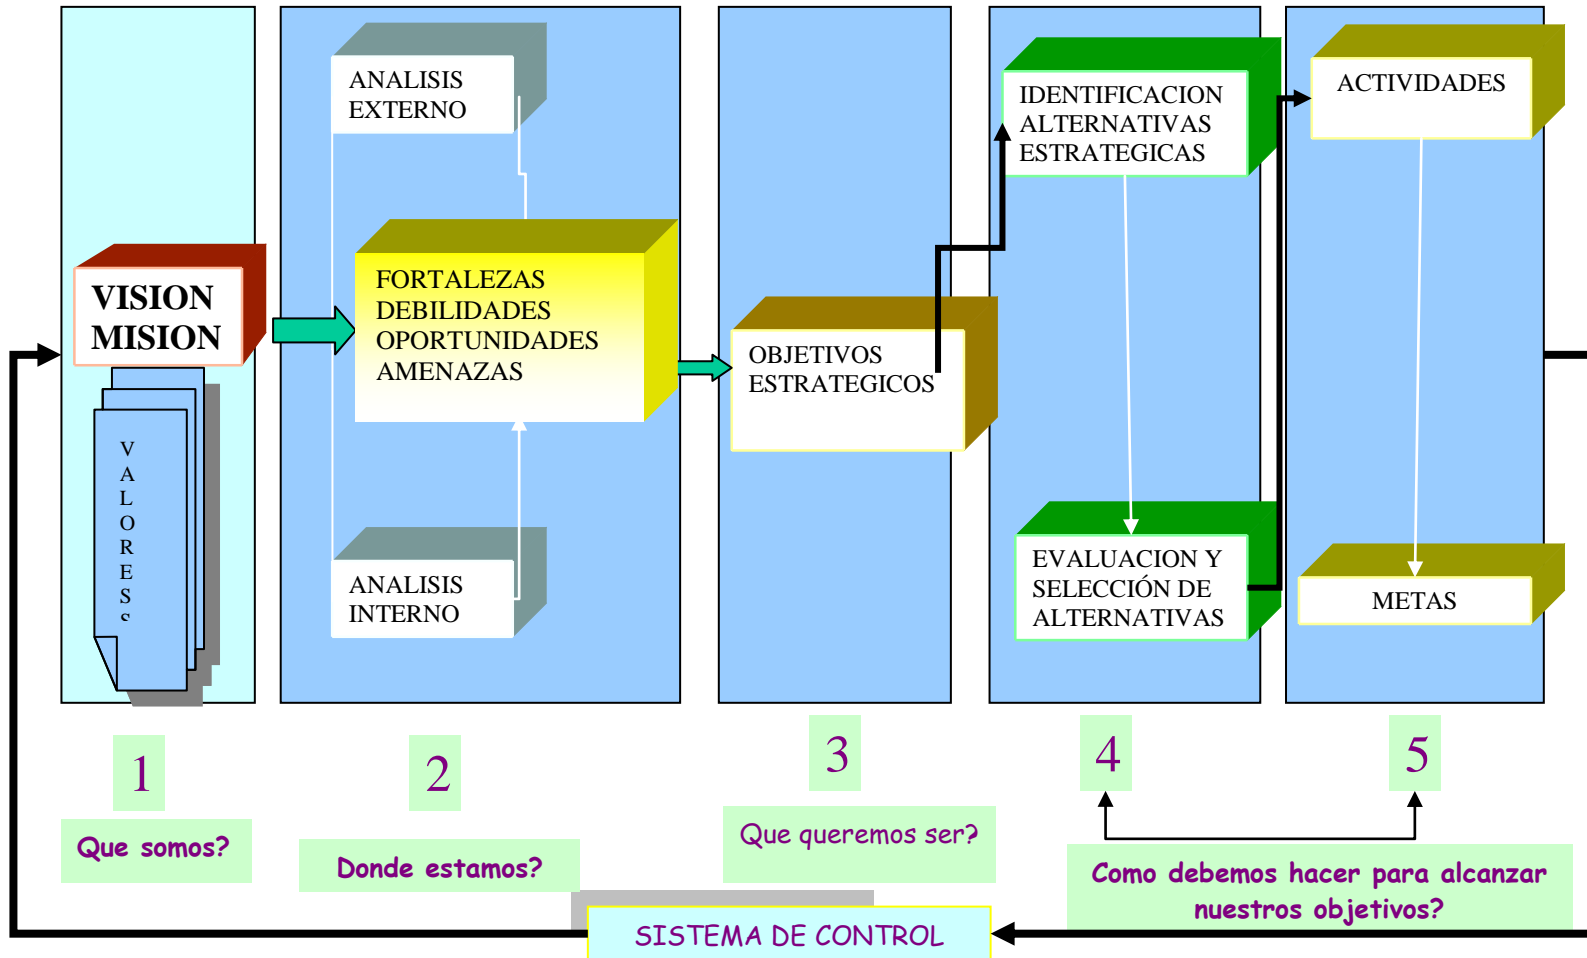 VISION
MISION
V
A
L
O
R
E
S
S
ANALISIS
EXTERNO
FORTALEZAS
DEBILIDADES
OPORTUNIDADES
AMENAZAS
ANALISIS
INTERNO
OBJETIVOS
ESTRATEGICOS
IDENTIFICACION
ALTERNATIVAS
ESTRATEGICAS
EVALUACION Y
SELECCIÓN DE
ALTERNATIVAS
ACTIVIDADES
METAS
1
2
3
4
5
Que somos?
Donde estamos?
Que queremos ser?
Como debemos hacer para alcanzar
nuestros objetivos?
SISTEMA DE CONTROL